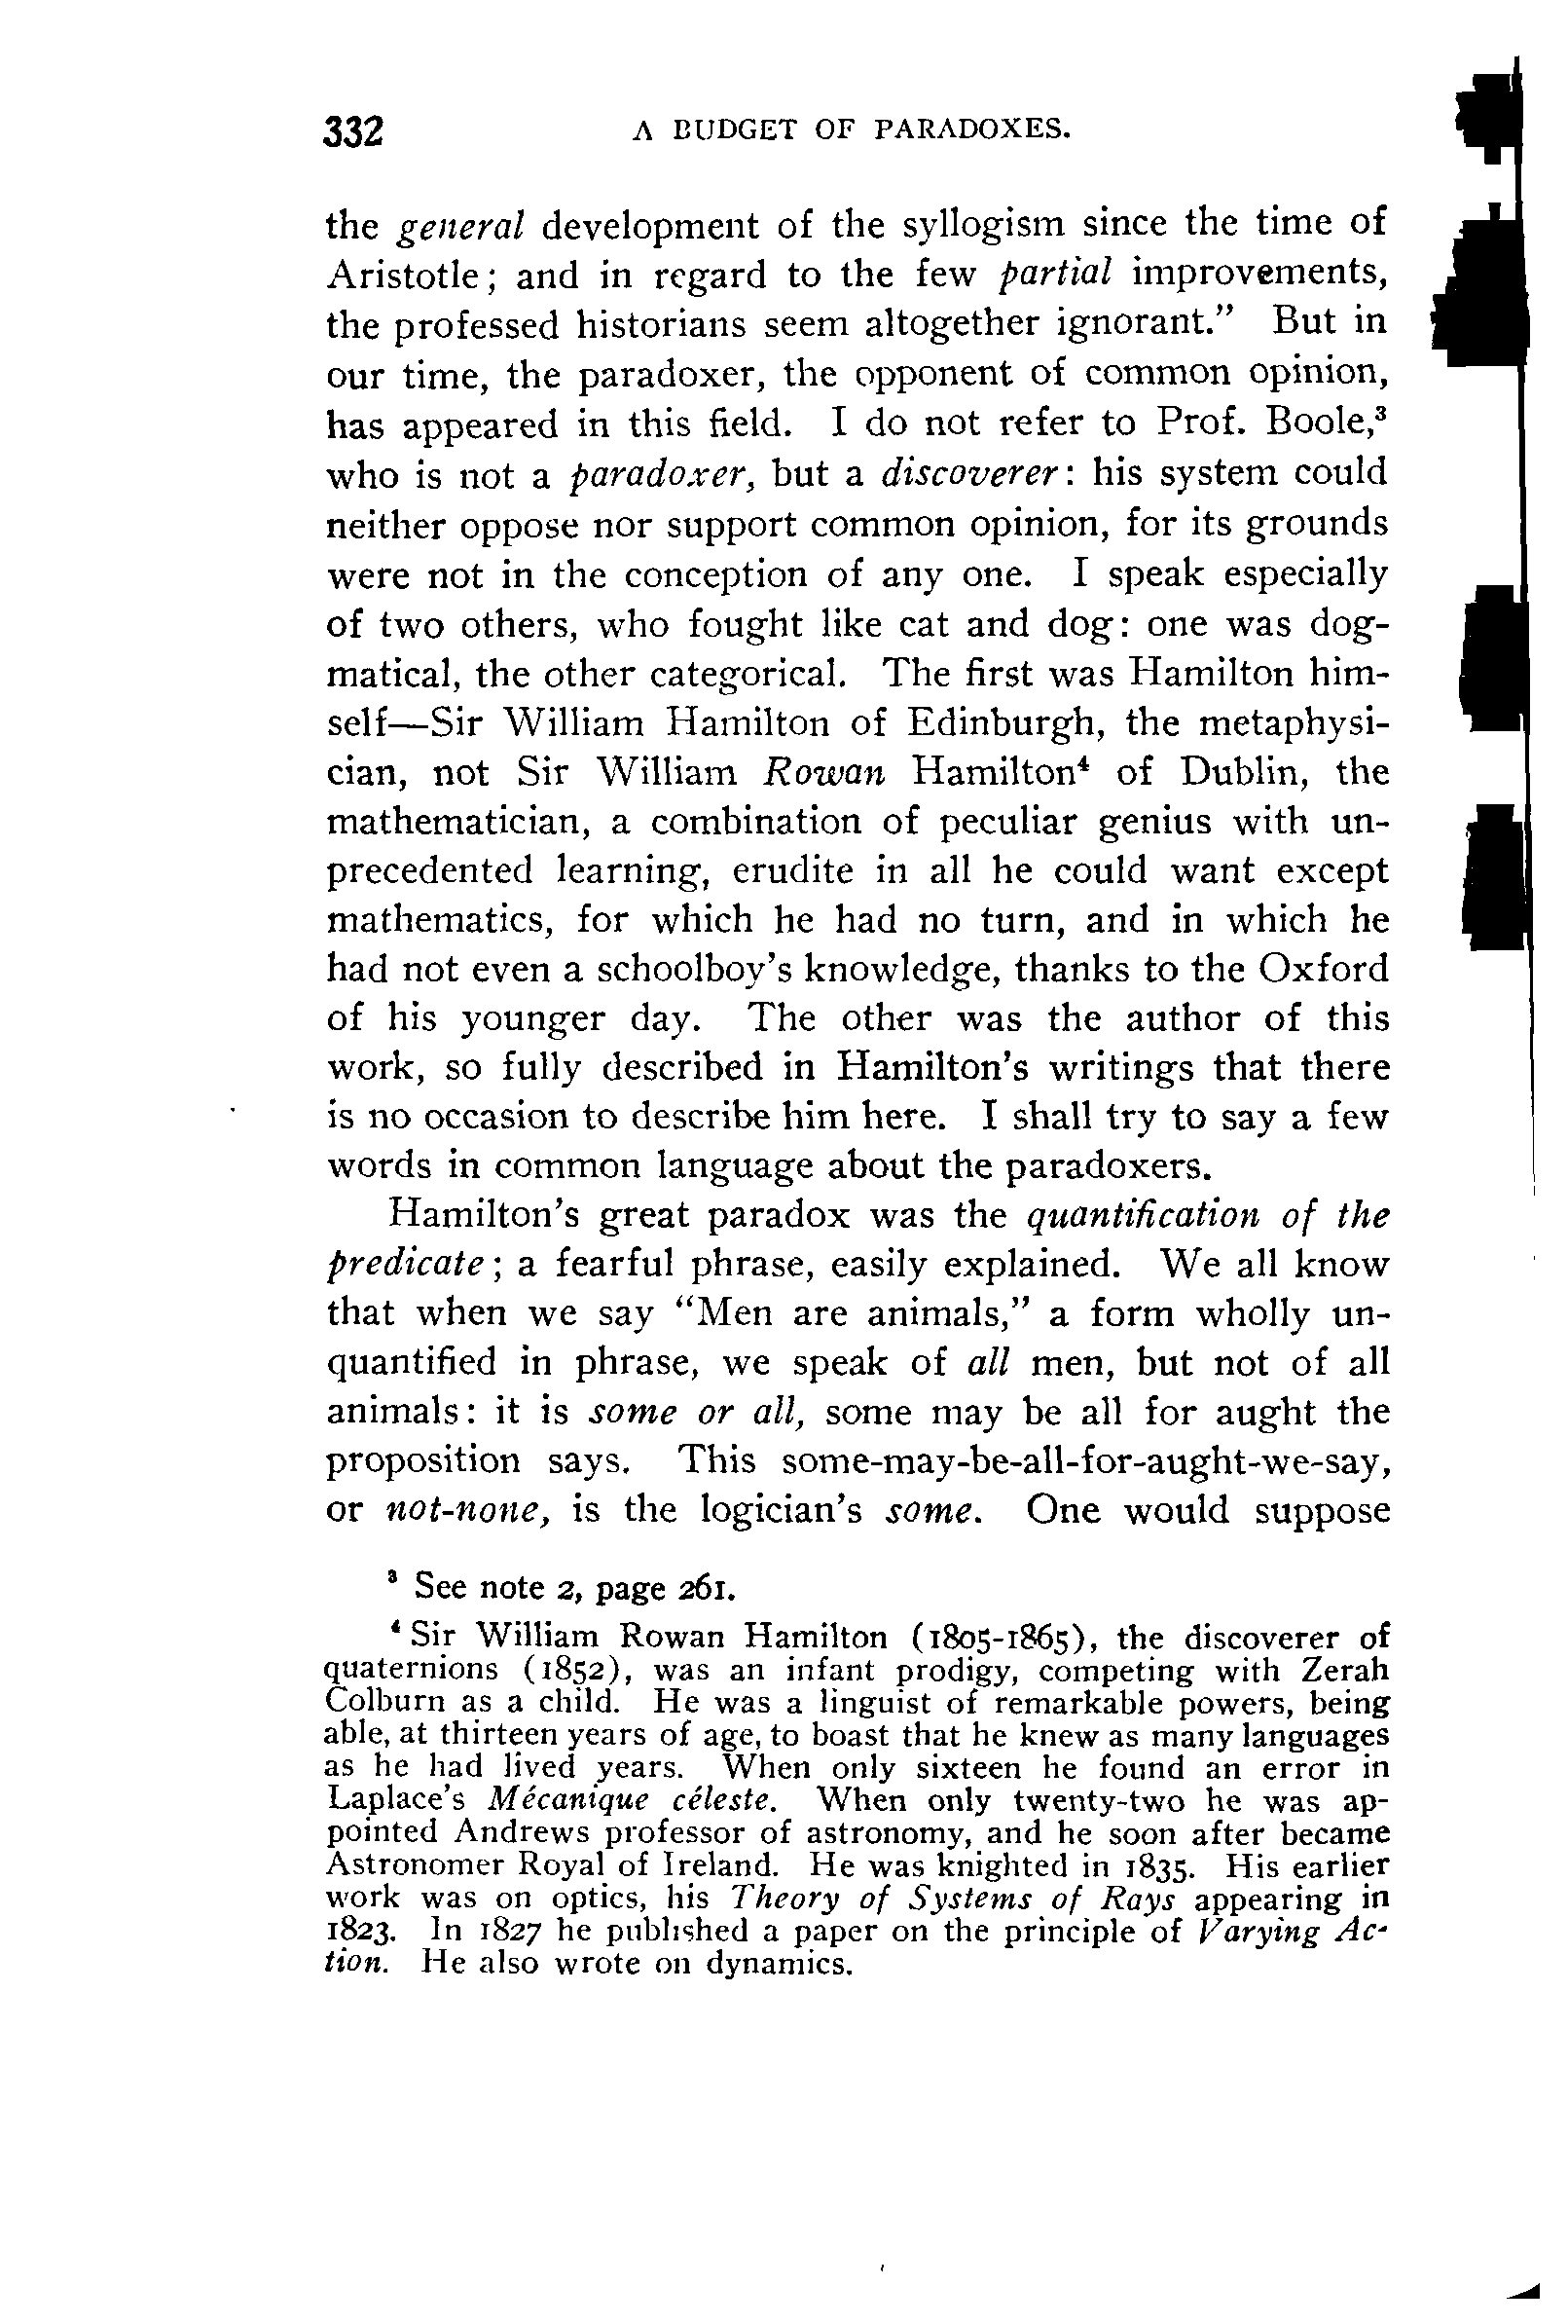 332 A BUDGET OF PARADOXES.
the general development of the syllogism since the time of
Aristotle; and in regard to the few partial improvements,
the professed historians seem altogether ignorant.” But in
our time, the paradoxer, the opponent of common opinion,
has appeared in this field. I do not refer to Prof. Boole,³
who is not a paradoxer, but a discoverer: his system could
neither oppose nor support common opinion, for its grounds
were not in the conception of any one. I speak especially
of two others, who fought like cat and dog: one was dog-
matical, the other categorical. The first was Hamilton him-
self—Sir William Hamilton of Edinburgh, the metaphysi-
cian, not Sir William Rowan Hamilton⁴ of Dublin, the
mathematician, a combination of peculiar genius with un-
precedented learning, erudite in all he could want except
mathematics, for which he had no turn, and in which he
had not even a schoolboy’s knowledge, thanks to the Oxford
of his younger day. The other was the author of this
work, so fully described in Hamilton’s writings that there
is no occasion to describe him here. I shall try to say a few
words in common language about the paradoxers.
Hamilton’s great paradox was the quantification of the
predicate; a fearful phrase, easily explained. We all know
that when we say “Men are animals,” a form wholly un-
quantified in phrase, we speak of all men, but not of all
animals: it is some or all, some may be all for aught the
proposition says. This some-may-be-all-for-aught-we-say,
or not-none, is the logician’s some. One would suppose
³ See note 2, page 261.
⁴ Sir William Rowan Hamilton (1805-1865), the discoverer of
quaternions (1852), was an infant prodigy, competing with Zerah
Colburn as a child. He was a linguist of remarkable powers, being
able, at thirteen years of age, to boast that he knew as many languages
as he had lived years. When only sixteen he found an error in
Laplace’s Mécanique céleste. When only twenty-two he was ap-
pointed Andrews professor of astronomy, and he soon after became
Astronomer Royal of Ireland. He was knighted in 1835. His earlier
work was on optics, his Theory of Systems of Rays appearing in
1823. In 1827 he published a paper on the principle of Varying Ac-
tion. He also wrote on dynamics.